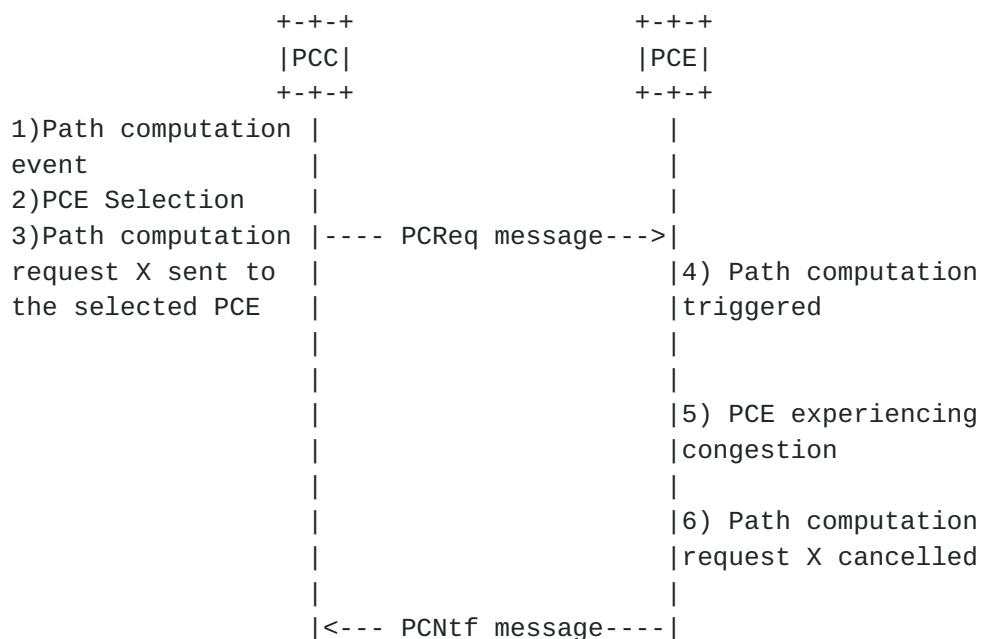 +-+-+                   +-+-+
                 |PCC|                   |PCE|
                 +-+-+                   +-+-+
1)Path computation |                       |
event              |                       |
2)PCE Selection    |                       |
3)Path computation |---- PCReq message--->|
request X sent to  |                       |4) Path computation
the selected PCE   |                       |triggered
                   |                       |
                   |                       |
                   |                       |5) PCE experiencing
                   |                       |congestion
                   |                       |
                   |                       |6) Path computation
                   |                       |request X cancelled
                   |                       |
                   |<--- PCNtf message----|